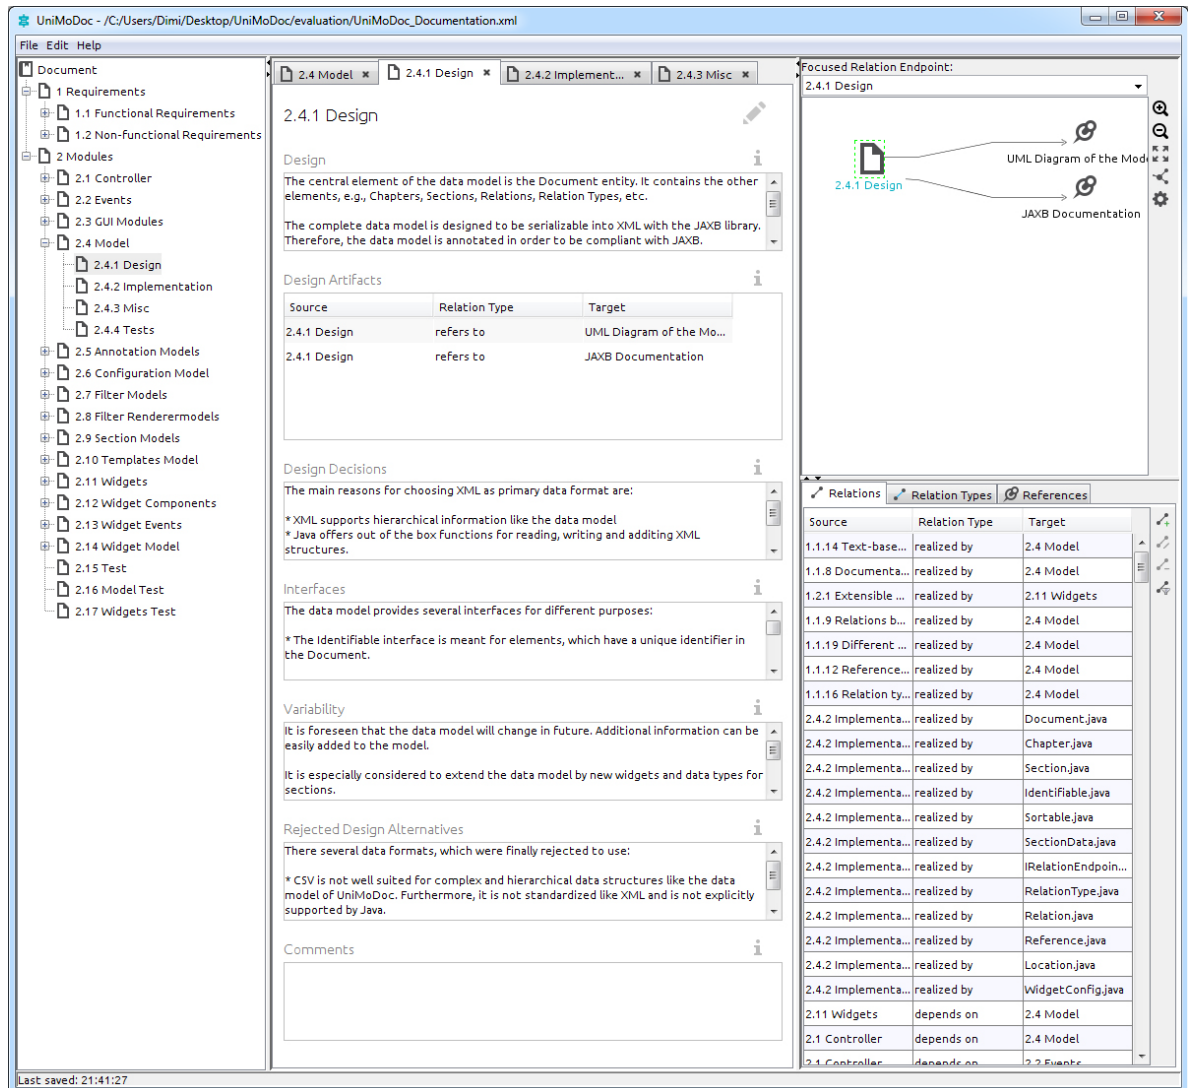 UniMoDoc - /C:/Users/Dimi/Desktop/UniMoDoc/evaluation/UniMoDoc_Documentation.xml
File Edit Help
Document
1 Requirements
1.1 Functional Requirements
1.2 Non-functional Requirements
2 Modules
2.1 Controller
2.2 Events
2.3 GUI Modules
2.4 Model
2.4.1 Design
2.4.2 Implementation
2.4.3 Misc
2.4.4 Tests
2.5 Annotation Models
2.6 Configuration Model
2.7 Filter Models
2.8 Filter Renderermodels
2.9 Section Models
2.10 Templates Model
2.11 Widgets
2.12 Widget Components
2.13 Widget Events
2.14 Widget Model
2.15 Test
2.16 Model Test
2.17 Widgets Test
2.4 Model × 2.4.1 Design × 2.4.2 Implement... × 2.4.3 Misc ×
2.4.1 Design
Design
The central element of the data model is the Document entity. It contains the other
elements, e.g., Chapters, Sections, Relations, Relation Types, etc.
The complete data model is designed to be serializable into XML with the JAXB library.
Therefore, the data model is annotated in order to be compliant with JAXB.
Design Artifacts
Source Relation Type Target
2.4.1 Design refers to UML Diagram of the Mo...
2.4.1 Design refers to JAXB Documentation
Design Decisions
The main reasons for choosing XML as primary data format are:
* XML supports hierarchical information like the data model
* Java offers out of the box functions for reading, writing and additing XML
structures.
Interfaces
The data model provides several interfaces for different purposes:
* The Identifiable interface is meant for elements, which have a unique identifier in
the Document.
Variability
It is foreseen that the data model will change in future. Additional information can be
easily added to the model.
It is especially considered to extend the data model by new widgets and data types for
sections.
Rejected Design Alternatives
There several data formats, which were finally rejected to use:
* CSV is not well suited for complex and hierarchical data structures like the data
model of UniMoDoc. Furthermore, it is not standardized like XML and is not explicitly
supported by Java.
Comments
Focused Relation Endpoint:
2.4.1 Design
UML Diagram of the Mode
2.4.1 Design
JAXB Documentation
Relations Relation Types References
Source Relation Type Target
1.1.14 Text-base... realized by 2.4 Model
1.1.8 Documenta... realized by 2.4 Model
1.2.1 Extensible ... realized by 2.11 Widgets
1.1.9 Relations b... realized by 2.4 Model
1.1.19 Different ... realized by 2.4 Model
1.1.12 Reference... realized by 2.4 Model
1.1.16 Relation ty... realized by 2.4 Model
2.4.2 Implementa... realized by Document.java
2.4.2 Implementa... realized by Chapter.java
2.4.2 Implementa... realized by Section.java
2.4.2 Implementa... realized by Identifiable.java
2.4.2 Implementa... realized by Sortable.java
2.4.2 Implementa... realized by SectionData.java
2.4.2 Implementa... realized by IRelationEndpoin...
2.4.2 Implementa... realized by RelationType.java
2.4.2 Implementa... realized by Relation.java
2.4.2 Implementa... realized by Reference.java
2.4.2 Implementa... realized by Location.java
2.4.2 Implementa... realized by WidgetConfig.java
2.11 Widgets depends on 2.4 Model
2.1 Controller depends on 2.4 Model
2.1 Controller depends on 2.2 Events
Last saved: 21:41:27